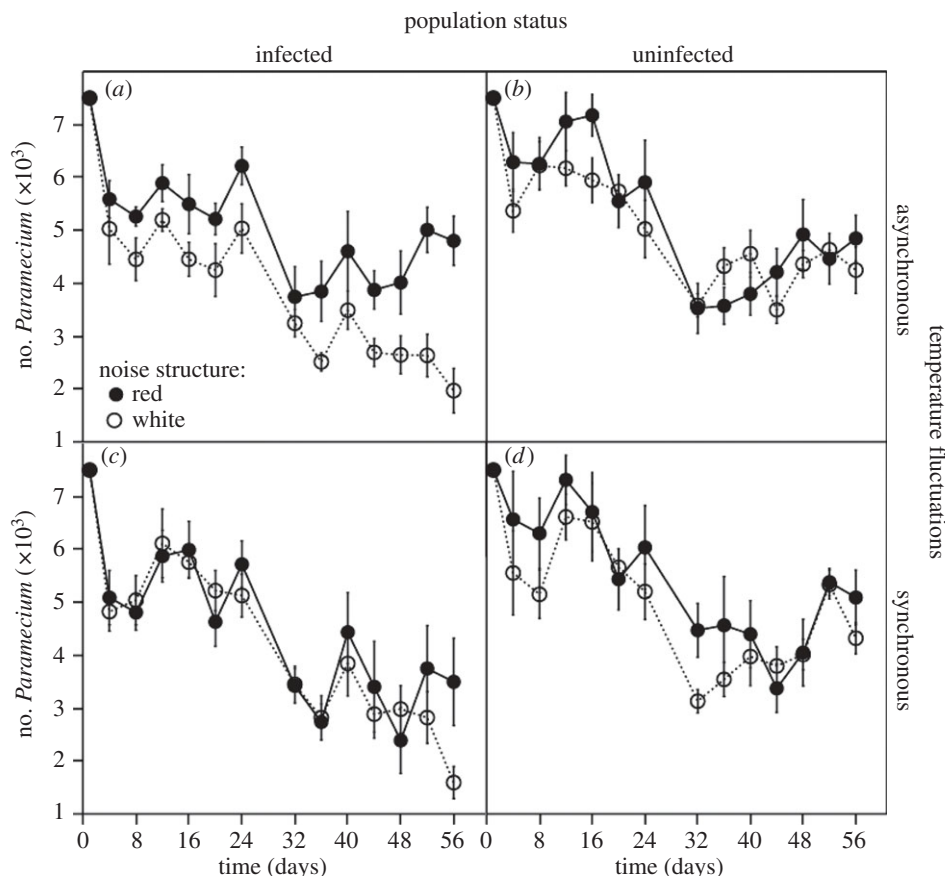 population status
infected
uninfected
(a)
(b)
7
6
5
4
3
2
1
no. Paramecium (×10³)
noise structure:
red
white
asynchronous
temperature fluctuations
(c)
(d)
7
6
5
4
3
2
1
no. Paramecium (×10³)
synchronous
0 8 16 24 32 40 48 56
0 8 16 24 32 40 48 56
time (days)
time (days)